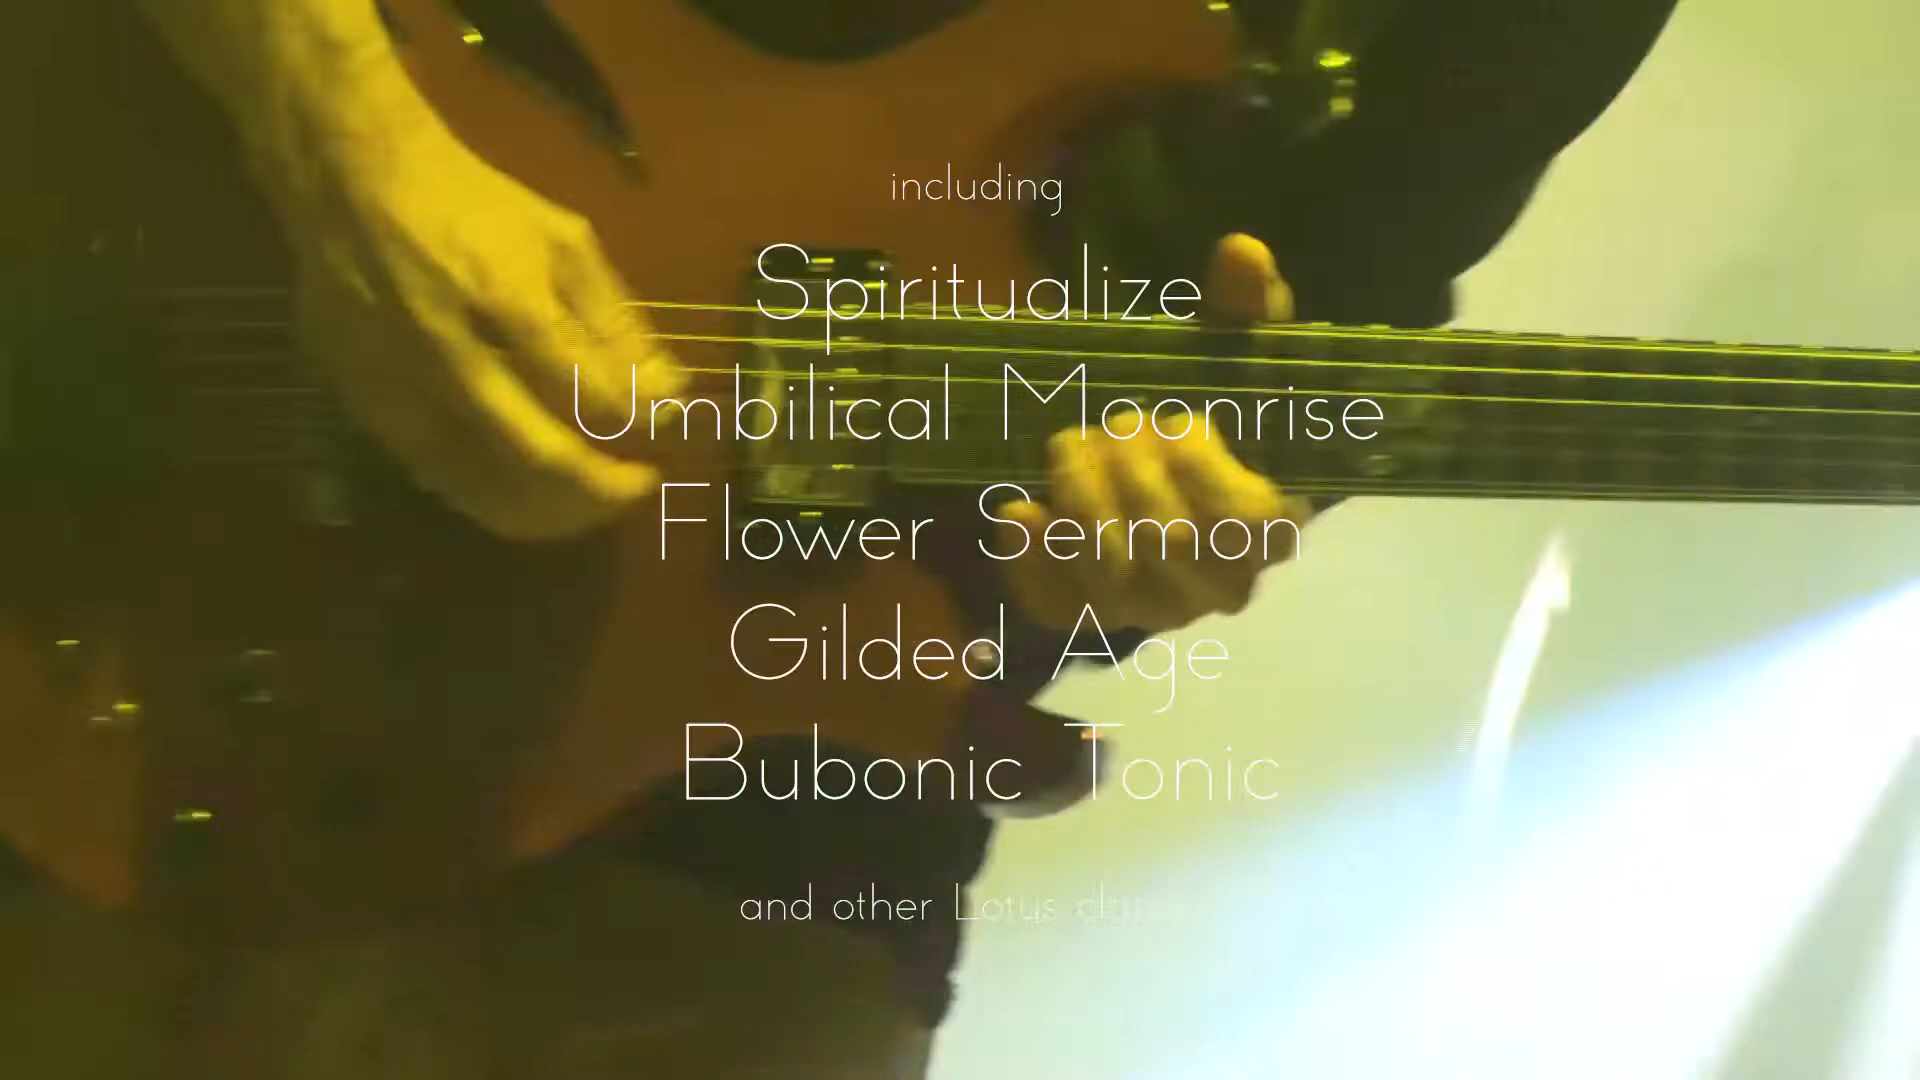 including
Spiritualize
Umbilical Moonrise
Flower Sermon
Gilded Age
Bubonic Tonic
and other Lotus